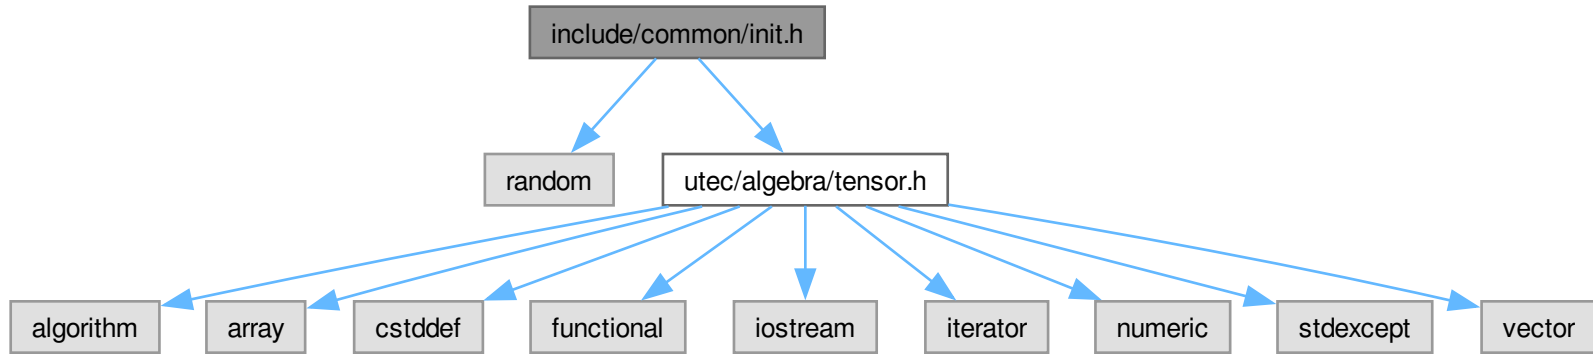 include/common/init.h
random
utec/algebra/tensor.h
algorithm
array
cstddef
functional
iostream
iterator
numeric
stdexcept
vector